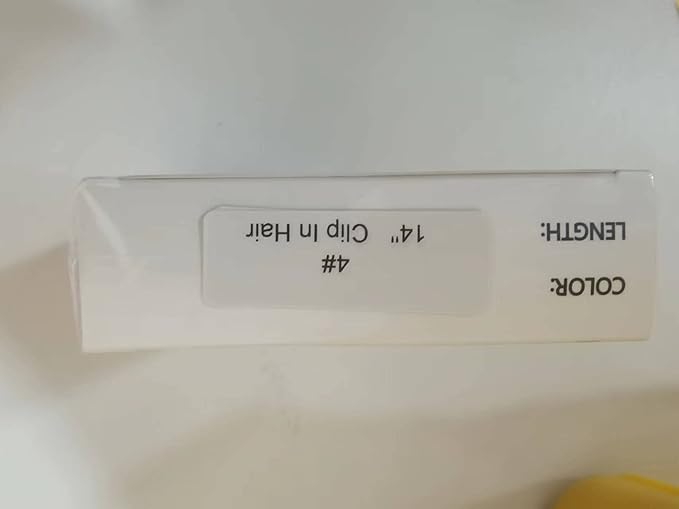 COLOR: 4#
LENGTH: 14" Clip In Hair